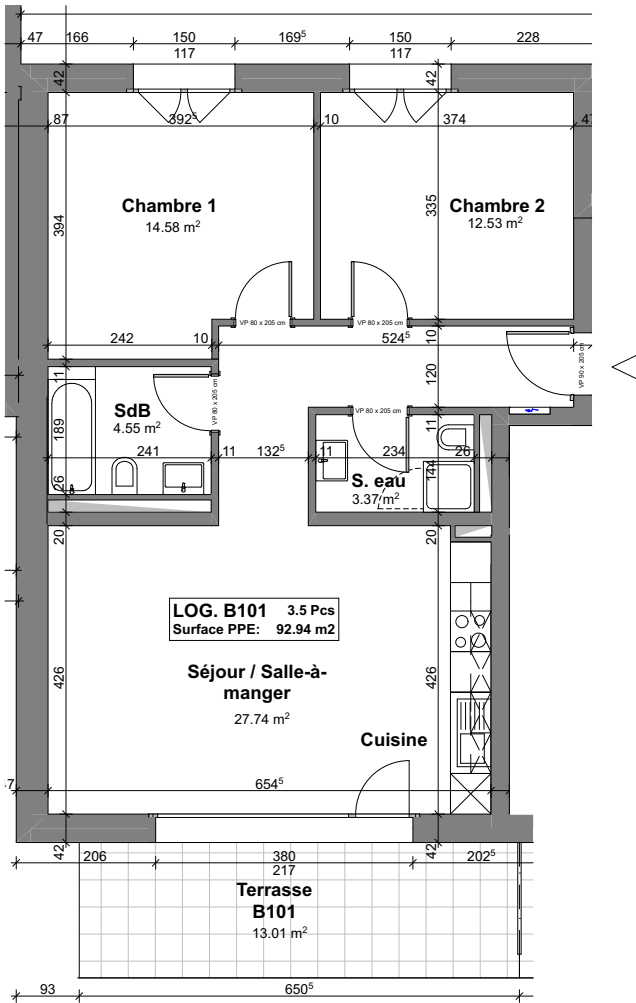 47 166 150 169⁵ 150 228
117 117
42 42
87 392⁵ 10 374
Chambre 1
14.58 m²
Chambre 2
12.53 m²
394
335
VP 80 x 205 cm
VP 80 x 205 cm
242 10 524⁵ 10
VP 90 x 205 cm
120
11
SdB
4.55 m²
189
VP 80 x 205 cm
VP 80 x 205 cm
11
241 11 132⁵ 11 234 26
S. eau
3.37 m²
144
26
20 20
LOG. B101 3.5 Pcs
Surface PPE: 92.94 m2
Séjour / Salle-à-
manger
27.74 m²
426 426
Cuisine
654⁵
42 206 380 42 202⁵
217
Terrasse
B101
13.01 m²
93 650⁵